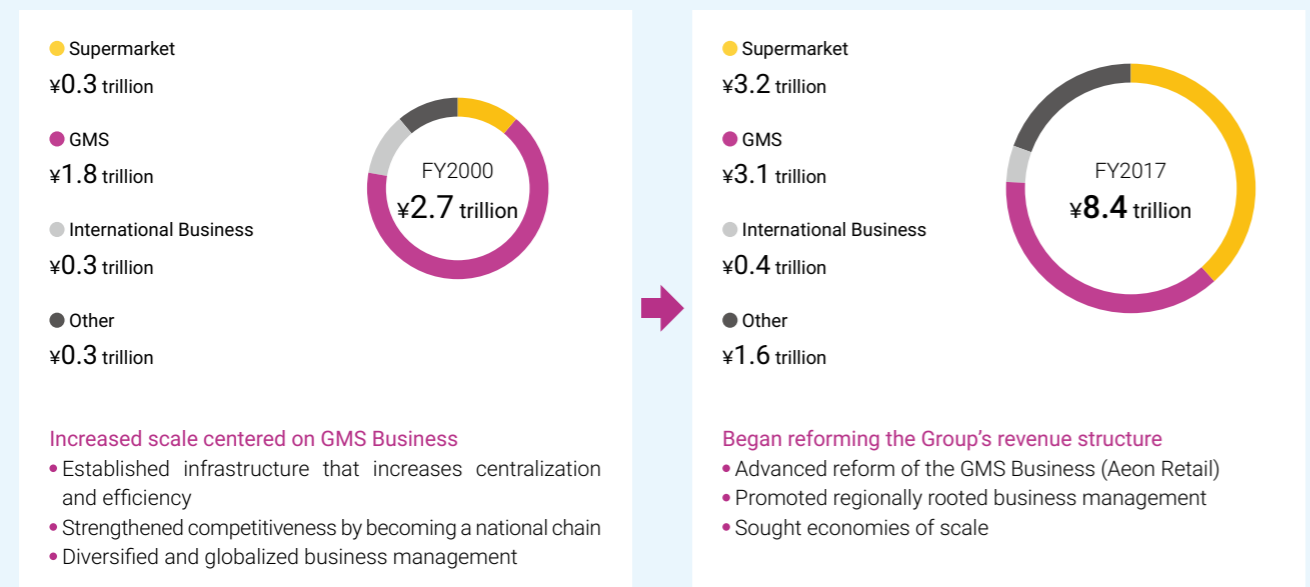 Supermarket
¥0.3 trillion
GMS
¥1.8 trillion
International Business
¥0.3 trillion
Other
¥0.3 trillion
FY2000
¥2.7 trillion
Increased scale centered on GMS Business
• Established infrastructure that increases centralization
and efficiency
• Strengthened competitiveness by becoming a national chain
• Diversified and globalized business management
Supermarket
¥3.2 trillion
GMS
¥3.1 trillion
International Business
¥0.4 trillion
Other
¥1.6 trillion
FY2017
¥8.4 trillion
Began reforming the Group’s revenue structure
• Advanced reform of the GMS Business (Aeon Retail)
• Promoted regionally rooted business management
• Sought economies of scale